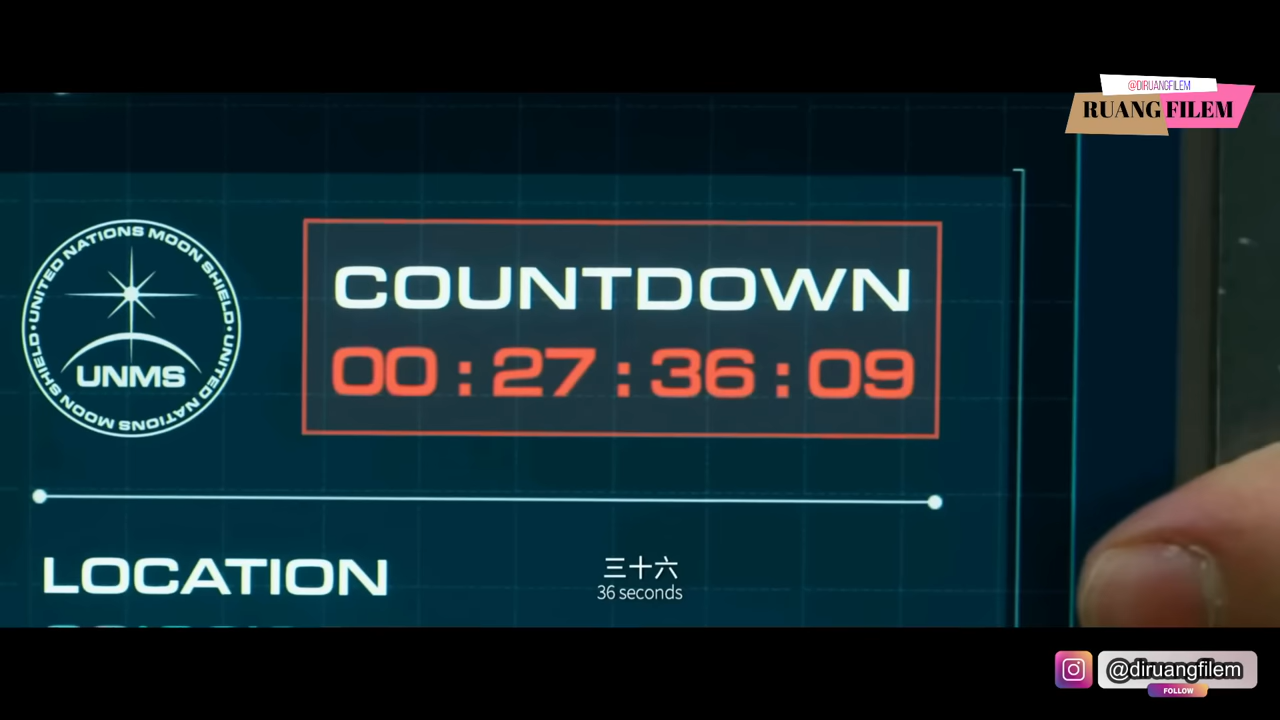 @DIRUANGFILEM
RUANG FILEM
UNITED NATIONS MOON SHIELD • UNITED NATIONS MOON SHIELD •
UNMS
COUNTDOWN
00 : 27 : 36 : 09
LOCATION
三十六
36 seconds
@diruangfilem
FOLLOW